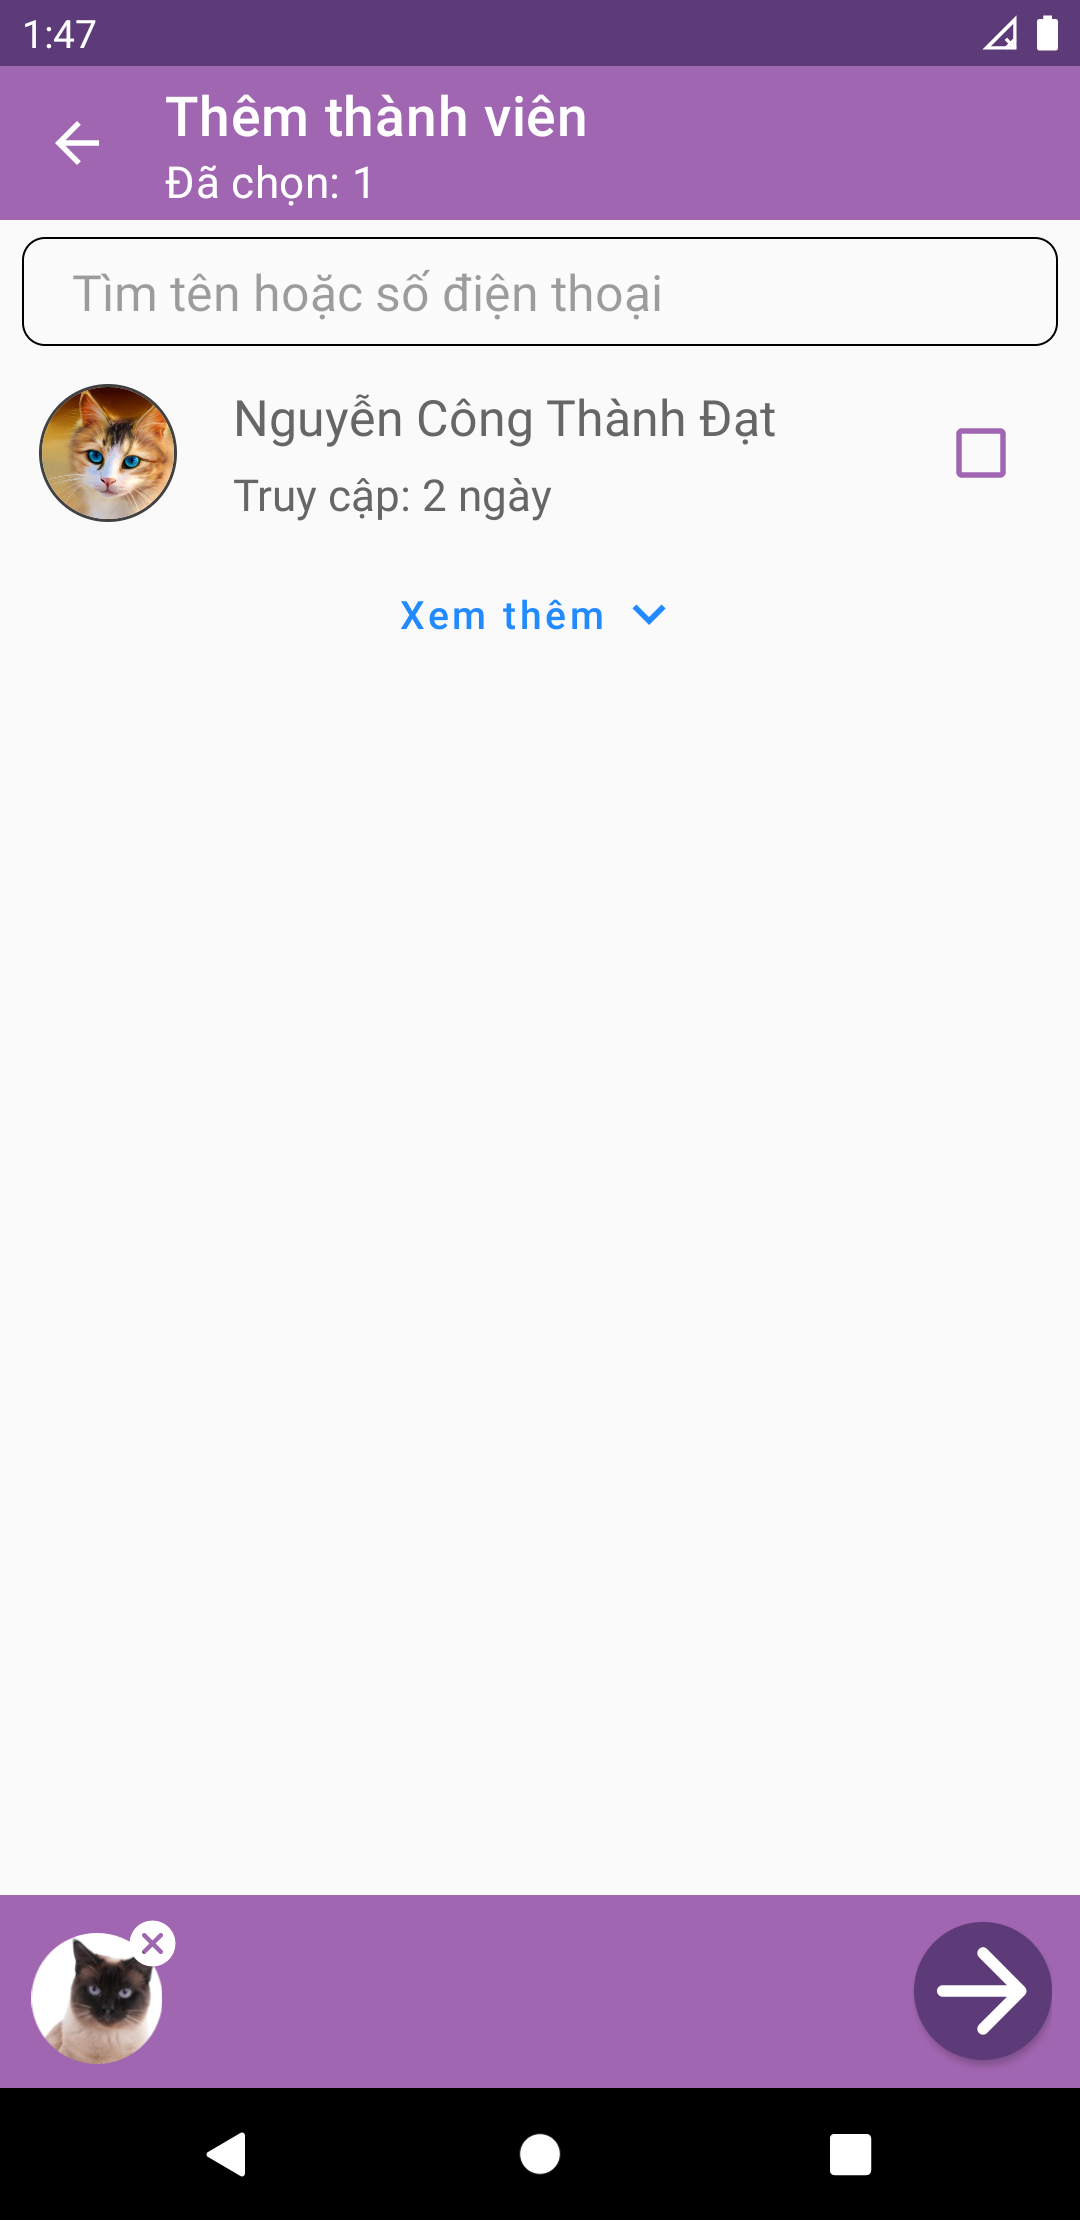 1:47
Thêm thành viên
Đã chọn: 1
Tìm tên hoặc số điện thoại
Nguyễn Công Thành Đạt
Truy cập: 2 ngày
Xem thêm